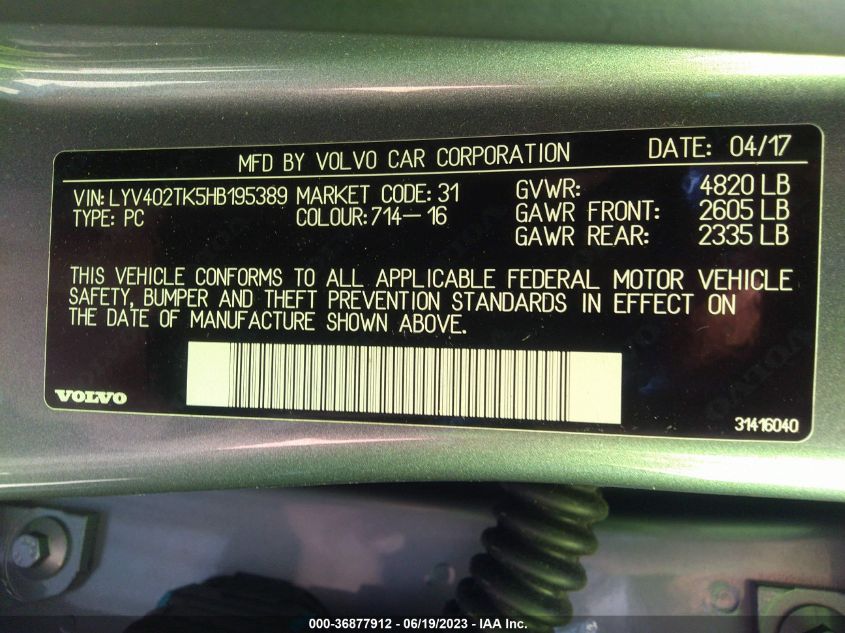 MFD BY VOLVO CAR CORPORATION DATE: 04/17
VIN: LYV402TK5HB195389 MARKET CODE: 31 GVWR: 4820 LB
TYPE: PC COLOUR: 714-16 GAWR FRONT: 2605 LB
GAWR REAR: 2335 LB
THIS VEHICLE CONFORMS TO ALL APPLICABLE FEDERAL MOTOR VEHICLE
SAFETY, BUMPER AND THEFT PREVENTION STANDARDS IN EFFECT ON
THE DATE OF MANUFACTURE SHOWN ABOVE.
VOLVO
31416040
000-36877912 - 06/19/2023 - IAA Inc.